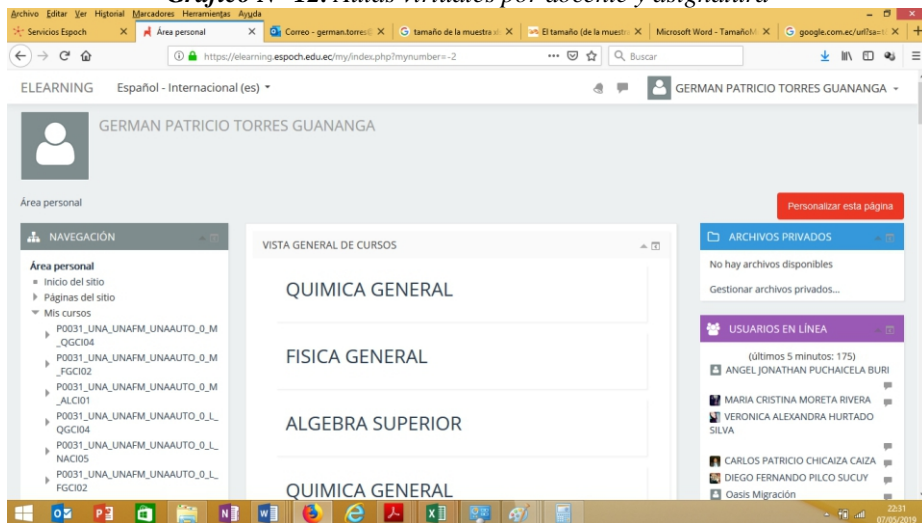 Gráfico N° 12. Aulas virtuales por docente y asignatura
Archivo Editar Ver Historial Marcadores Herramientas Ayuda
Servicios Espoch
Área personal
Correo - german.torres
tamaño de la muestra
El tamaño (de la muestr
Microsoft Word - Tamaño
google.com.ec/url?sa=t
https://elearning.espoch.edu.ec/my/index.php?mynumber=-2
Buscar
ELEARNING Español - Internacional (es)
GERMAN PATRICIO TORRES GUANANGA
GERMAN PATRICIO TORRES GUANANGA
Área personal
Personalizar esta página
NAVEGACIÓN
Área personal
Inicio del sitio
Páginas del sitio
Mis cursos
P0031_UNA_UNAFM_UNAAUTO_0_M
_QGCI04
P0031_UNA_UNAFM_UNAAUTO_0_M
_FGCI02
P0031_UNA_UNAFM_UNAAUTO_0_M
_ALCI01
P0031_UNA_UNAFM_UNAAUTO_0_L_
QGCI04
P0031_UNA_UNAFM_UNAAUTO_0_L_
NACI05
P0031_UNA_UNAFM_UNAAUTO_0_L_
FGCI02
VISTA GENERAL DE CURSOS
QUIMICA GENERAL
FISICA GENERAL
ALGEBRA SUPERIOR
QUIMICA GENERAL
ARCHIVOS PRIVADOS
No hay archivos disponibles
Gestionar archivos privados...
USUARIOS EN LÍNEA
(últimos 5 minutos: 175)
ANGEL JONATHAN PUCHAICELA BURI
MARIA CRISTINA MORETA RIVERA
VERONICA ALEXANDRA HURTADO
SILVA
CARLOS PATRICIO CHICAIZA CAIZA
DIEGO FERNANDO PILCO SUCUY
Oasis Migración
22:31
07/05/2019